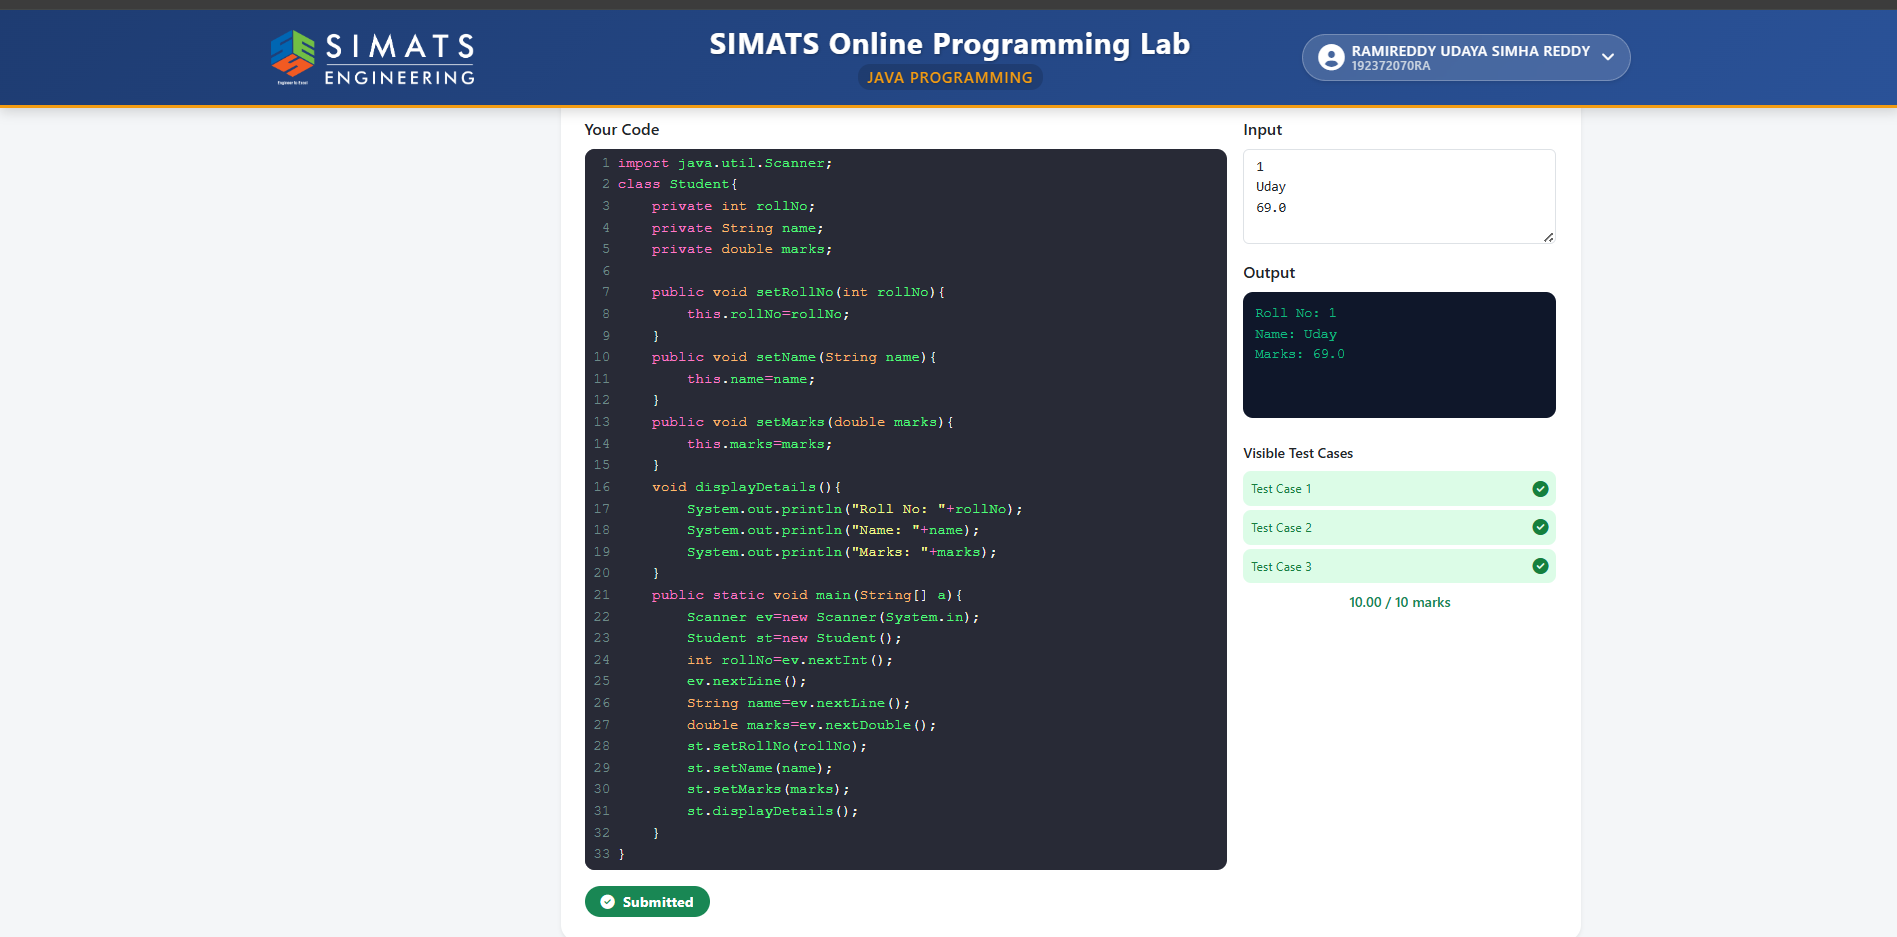 SIMATS
ENGINEERING
Engineer to Excel
SIMATS Online Programming Lab
JAVA PROGRAMMING
RAMIREDDY UDAYA SIMHA REDDY
192372070RA
Your Code
1 import java.util.Scanner;
2 class Student{
3     private int rollNo;
4     private String name;
5     private double marks;
6
7     public void setRollNo(int rollNo){
8         this.rollNo=rollNo;
9     }
10     public void setName(String name){
11         this.name=name;
12     }
13     public void setMarks(double marks){
14         this.marks=marks;
15     }
16     void displayDetails(){
17         System.out.println("Roll No: "+rollNo);
18         System.out.println("Name: "+name);
19         System.out.println("Marks: "+marks);
20     }
21     public static void main(String[] a){
22         Scanner ev=new Scanner(System.in);
23         Student st=new Student();
24         int rollNo=ev.nextInt();
25         ev.nextLine();
26         String name=ev.nextLine();
27         double marks=ev.nextDouble();
28         st.setRollNo(rollNo);
29         st.setName(name);
30         st.setMarks(marks);
31         st.displayDetails();
32     }
33 }
Submitted
Input
1
Uday
69.0
Output
Roll No: 1
Name: Uday
Marks: 69.0
Visible Test Cases
Test Case 1
Test Case 2
Test Case 3
10.00 / 10 marks